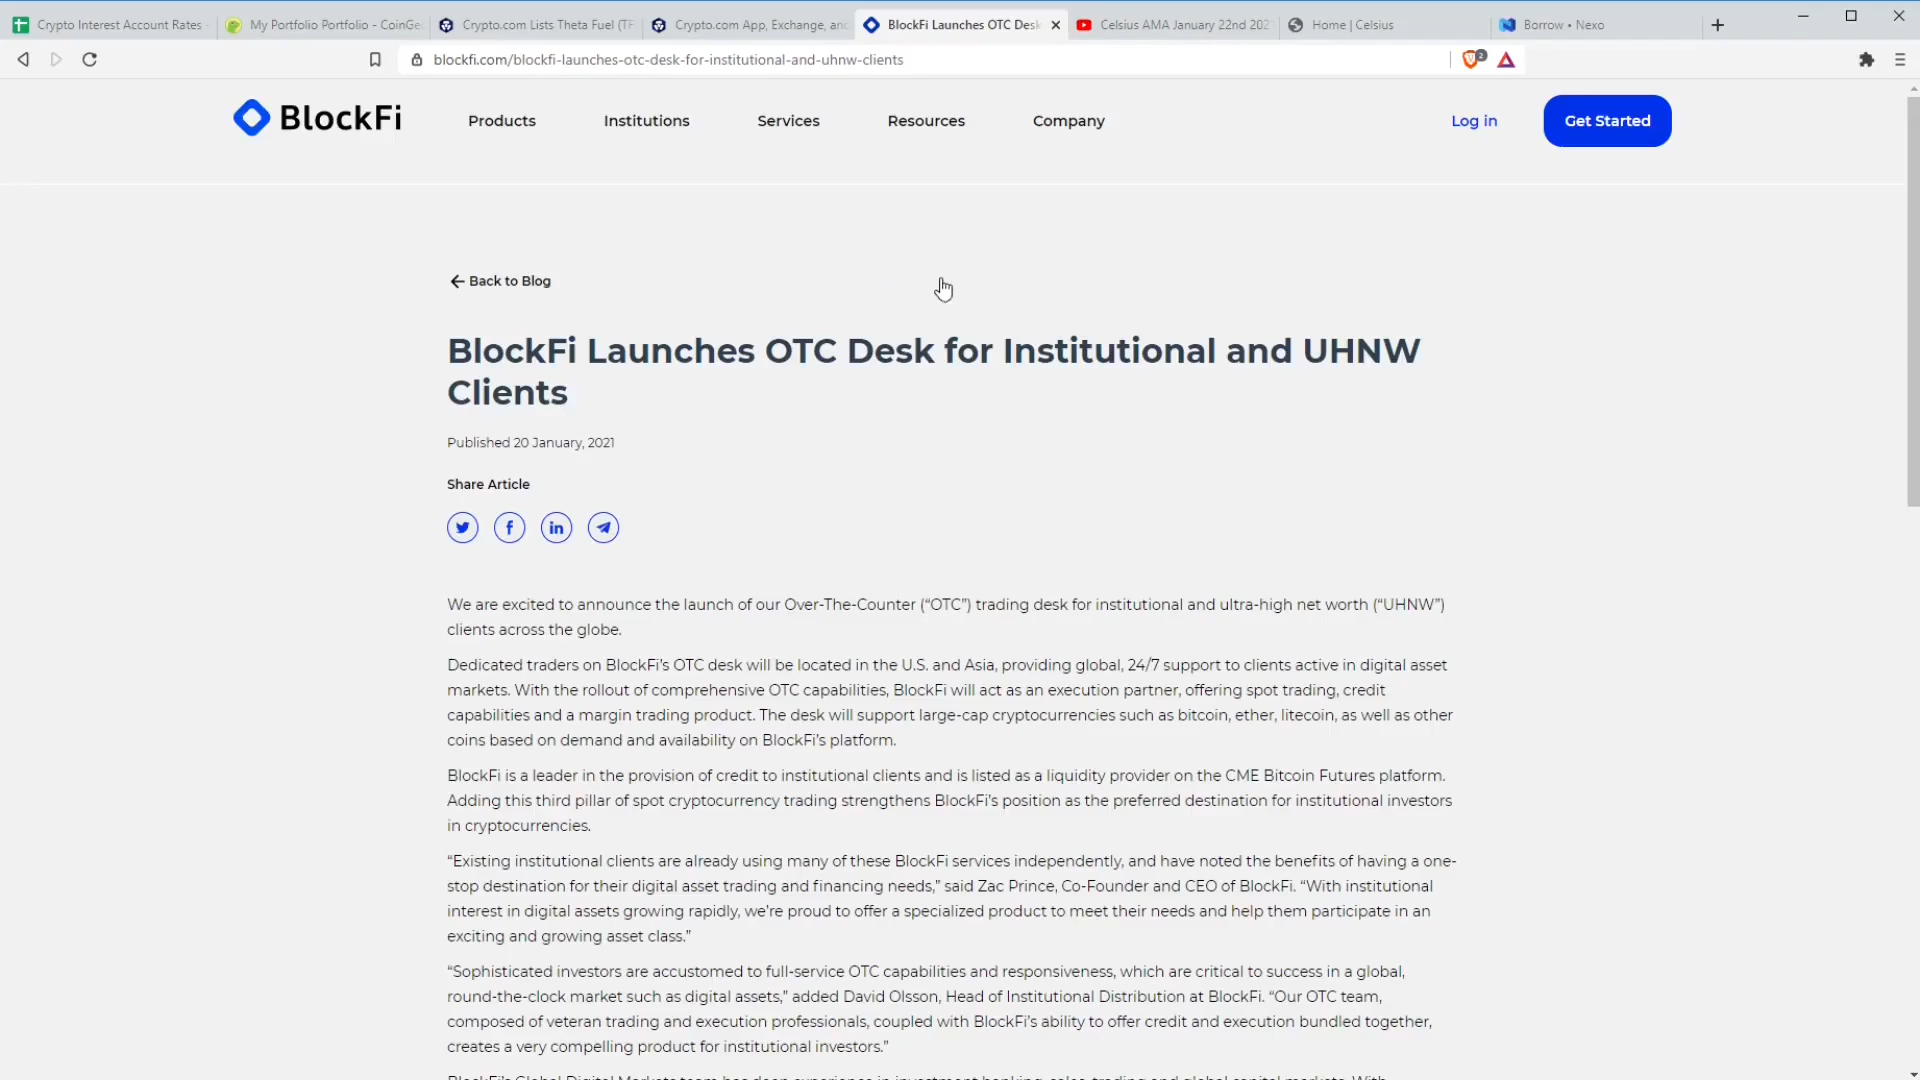 Crypto Interest Account Rates
My Portfolio Portfolio - CoinGe
Crypto.com Lists Theta Fuel (TF
Crypto.com App, Exchange, and
BlockFi Launches OTC Desk
Celsius AMA January 22nd 202
Home | Celsius
Borrow • Nexo
blockfi.com/blockfi-launches-otc-desk-for-institutional-and-uhnw-clients
2
BlockFi
Products
Institutions
Services
Resources
Company
Log in
Get Started
Back to Blog
BlockFi Launches OTC Desk for Institutional and UHNW
Clients
Published 20 January, 2021
Share Article
We are excited to announce the launch of our Over-The-Counter (“OTC”) trading desk for institutional and ultra-high net worth (“UHNW”)
clients across the globe.
Dedicated traders on BlockFi’s OTC desk will be located in the U.S. and Asia, providing global, 24/7 support to clients active in digital asset
markets. With the rollout of comprehensive OTC capabilities, BlockFi will act as an execution partner, offering spot trading, credit
capabilities and a margin trading product. The desk will support large-cap cryptocurrencies such as bitcoin, ether, litecoin, as well as other
coins based on demand and availability on BlockFi’s platform.
BlockFi is a leader in the provision of credit to institutional clients and is listed as a liquidity provider on the CME Bitcoin Futures platform.
Adding this third pillar of spot cryptocurrency trading strengthens BlockFi’s position as the preferred destination for institutional investors
in cryptocurrencies.
“Existing institutional clients are already using many of these BlockFi services independently, and have noted the benefits of having a one-
stop destination for their digital asset trading and financing needs,” said Zac Prince, Co-Founder and CEO of BlockFi. “With institutional
interest in digital assets growing rapidly, we’re proud to offer a specialized product to meet their needs and help them participate in an
exciting and growing asset class.”
“Sophisticated investors are accustomed to full-service OTC capabilities and responsiveness, which are critical to success in a global,
round-the-clock market such as digital assets,” added David Olsson, Head of Institutional Distribution at BlockFi. “Our OTC team,
composed of veteran trading and execution professionals, coupled with BlockFi’s ability to offer credit and execution bundled together,
creates a very compelling product for institutional investors.”